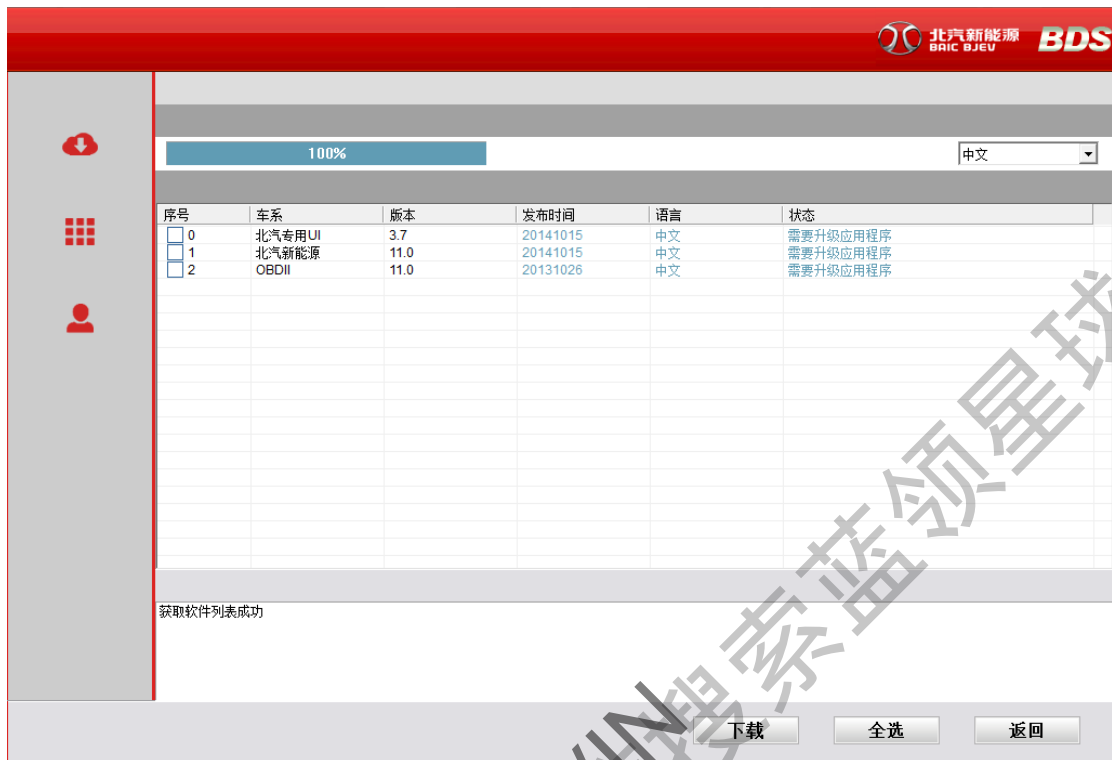 北汽新能源 BDS
BAIC BJEV
100% 中文
序号 车系 版本 发布时间 语言 状态
0 北汽专用UI 3.7 20141015 中文 需要升级应用程序
1 北汽新能源 11.0 20141015 中文 需要升级应用程序
2 OBDII 11.0 20131026 中文 需要升级应用程序
获取软件列表成功
下载 全选 返回
搜索蓝领星球